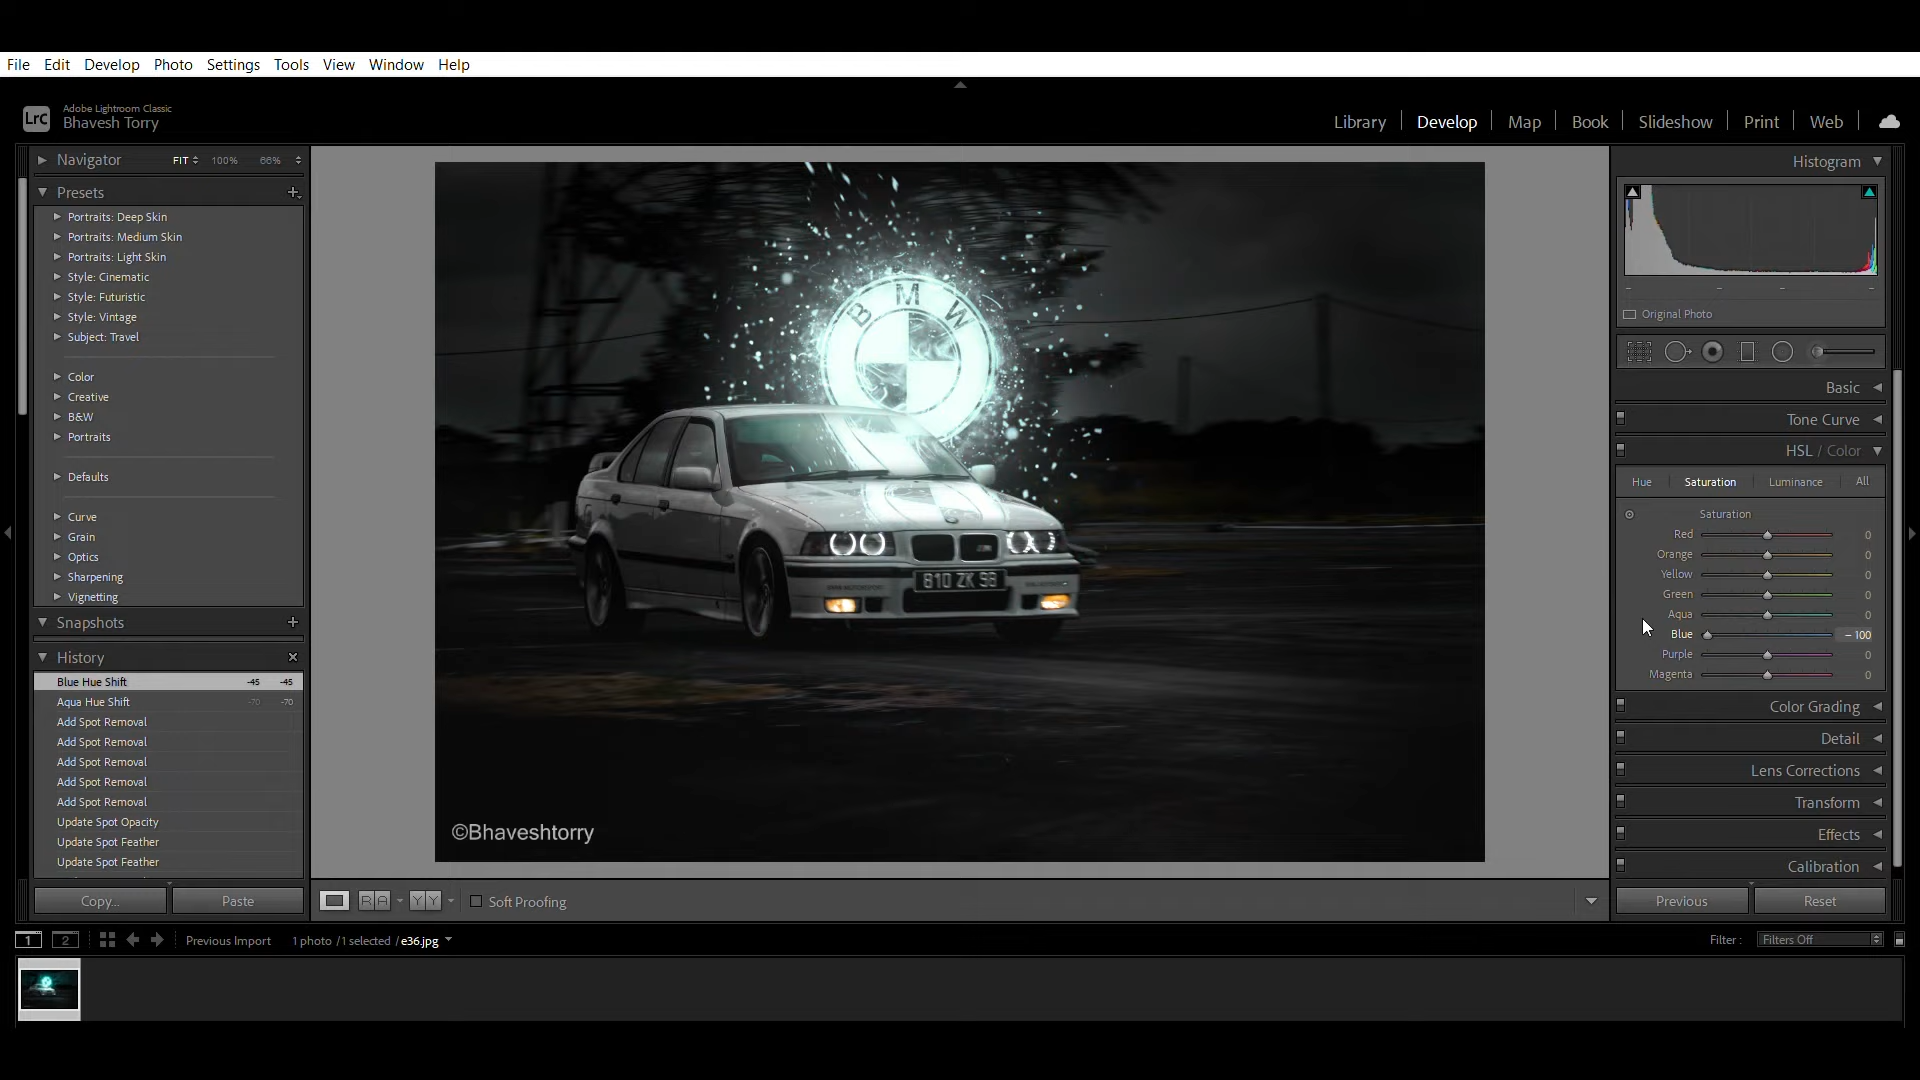 File Edit Develop Photo Settings Tools View Window Help
LrC
Adobe Lightroom Classic
Bhavesh Torry
Library Develop Map Book Slideshow Print Web
Navigator FIT 100% 66%
Presets
Portraits: Deep Skin
Portraits: Medium Skin
Portraits: Light Skin
Style: Cinematic
Style: Futuristic
Style: Vintage
Subject: Travel
Color
Creative
B&W
Portraits
Defaults
Curve
Grain
Optics
Sharpening
Vignetting
Snapshots
History
Blue Hue Shift -45 -45
Aqua Hue Shift -70 -70
Add Spot Removal
Add Spot Removal
Add Spot Removal
Add Spot Removal
Add Spot Removal
Update Spot Opacity
Update Spot Feather
Update Spot Feather
Copy... Paste
BMW
810 ZK 98
©Bhaveshtorry
R A Y Y Soft Proofing
Histogram
Original Photo
Basic
Tone Curve
HSL / Color
Hue Saturation Luminance All
Saturation
Red 0
Orange 0
Yellow 0
Green 0
Aqua 0
Blue - 100
Purple 0
Magenta 0
Color Grading
Detail
Lens Corrections
Transform
Effects
Calibration
Previous Reset
1 2 Previous Import 1 photo / 1 selected / e36.jpg Filter : Filters Off